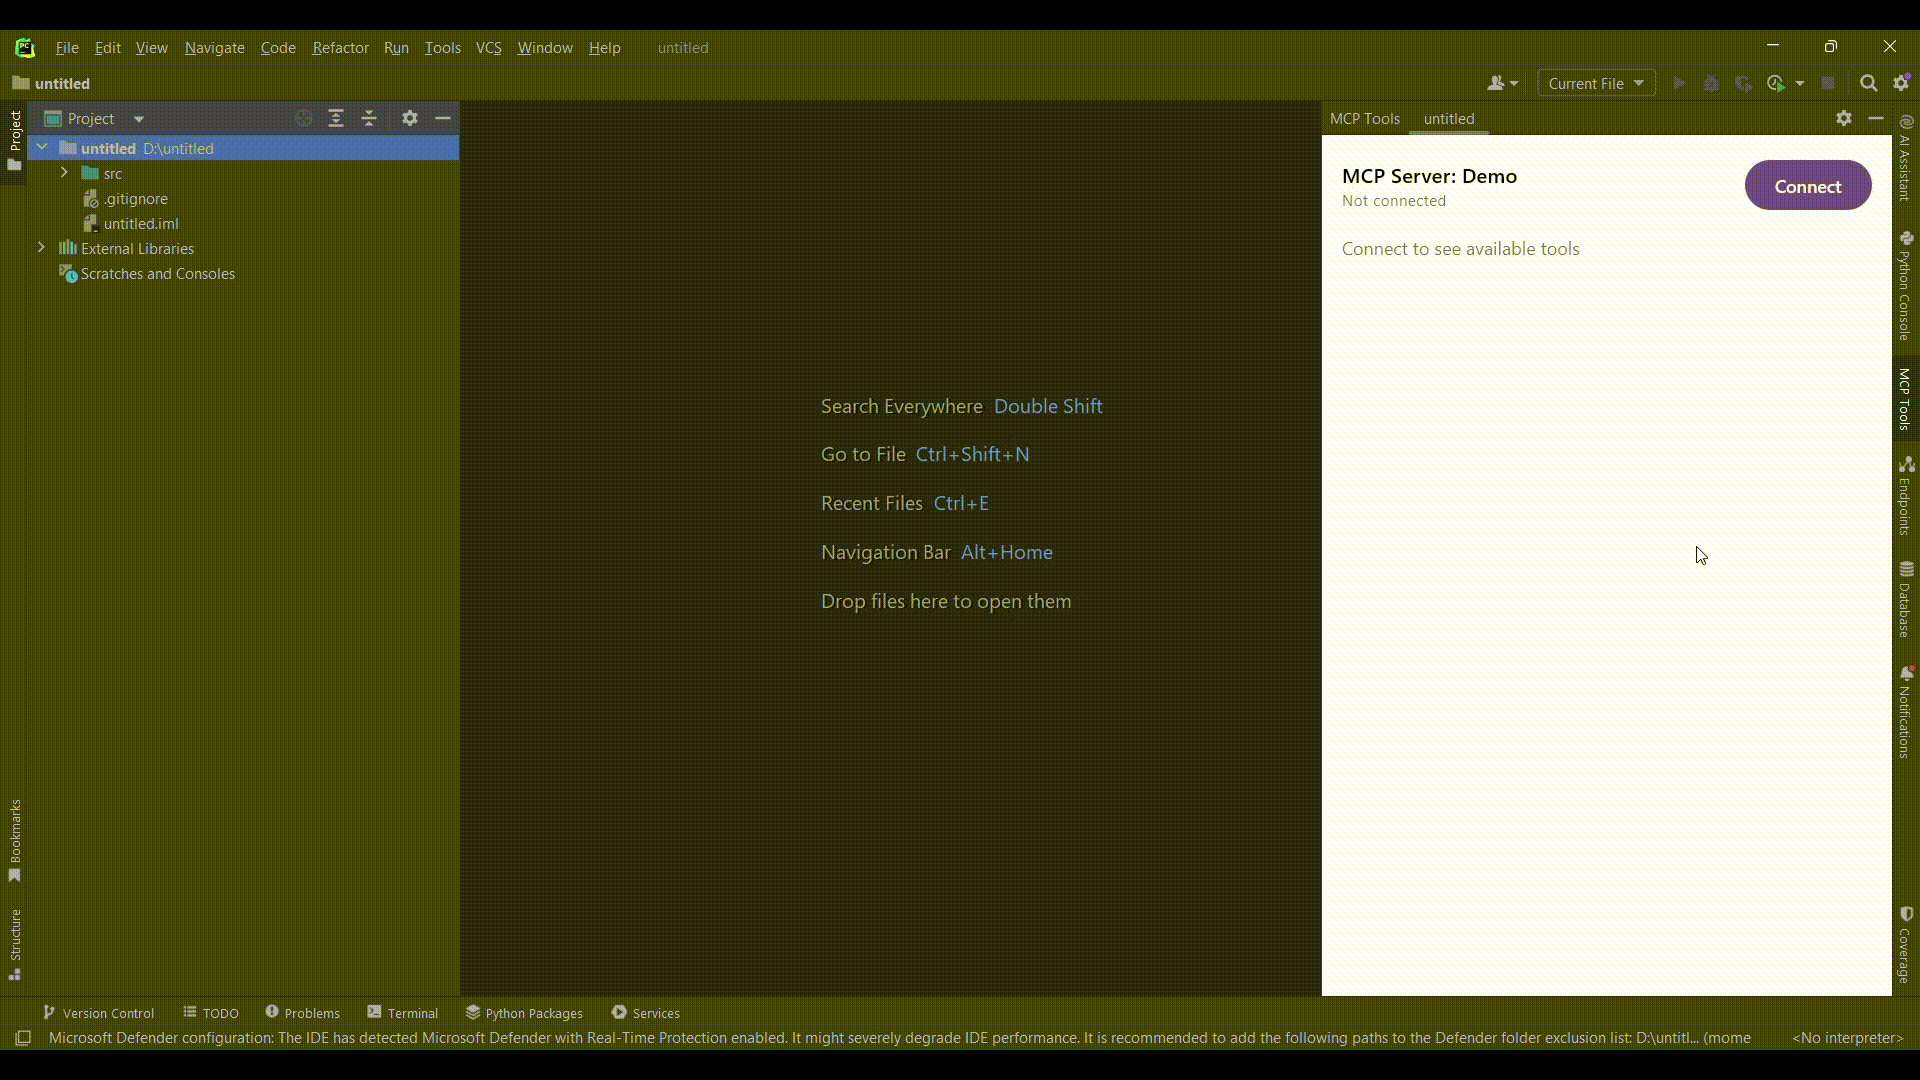 PC File Edit View Navigate Code Refactor Run Tools VCS Window Help untitled
untitled Current File
Project MCP Tools untitled
Project
untitled D:\untitled
src
.gitignore
untitled.iml
External Libraries
Scratches and Consoles
Bookmarks
Structure
Search Everywhere Double Shift
Go to File Ctrl+Shift+N
Recent Files Ctrl+E
Navigation Bar Alt+Home
Drop files here to open them
MCP Server: Demo
Not connected
Connect
Connect to see available tools
AI Assistant
Python Console
MCP Tools
Endpoints
Database
Notifications
Coverage
Version Control TODO Problems Terminal Python Packages Services
Microsoft Defender configuration: The IDE has detected Microsoft Defender with Real-Time Protection enabled. It might severely degrade IDE performance. It is recommended to add the following paths to the Defender folder exclusion list: D:\untitl... (mome <No interpreter>